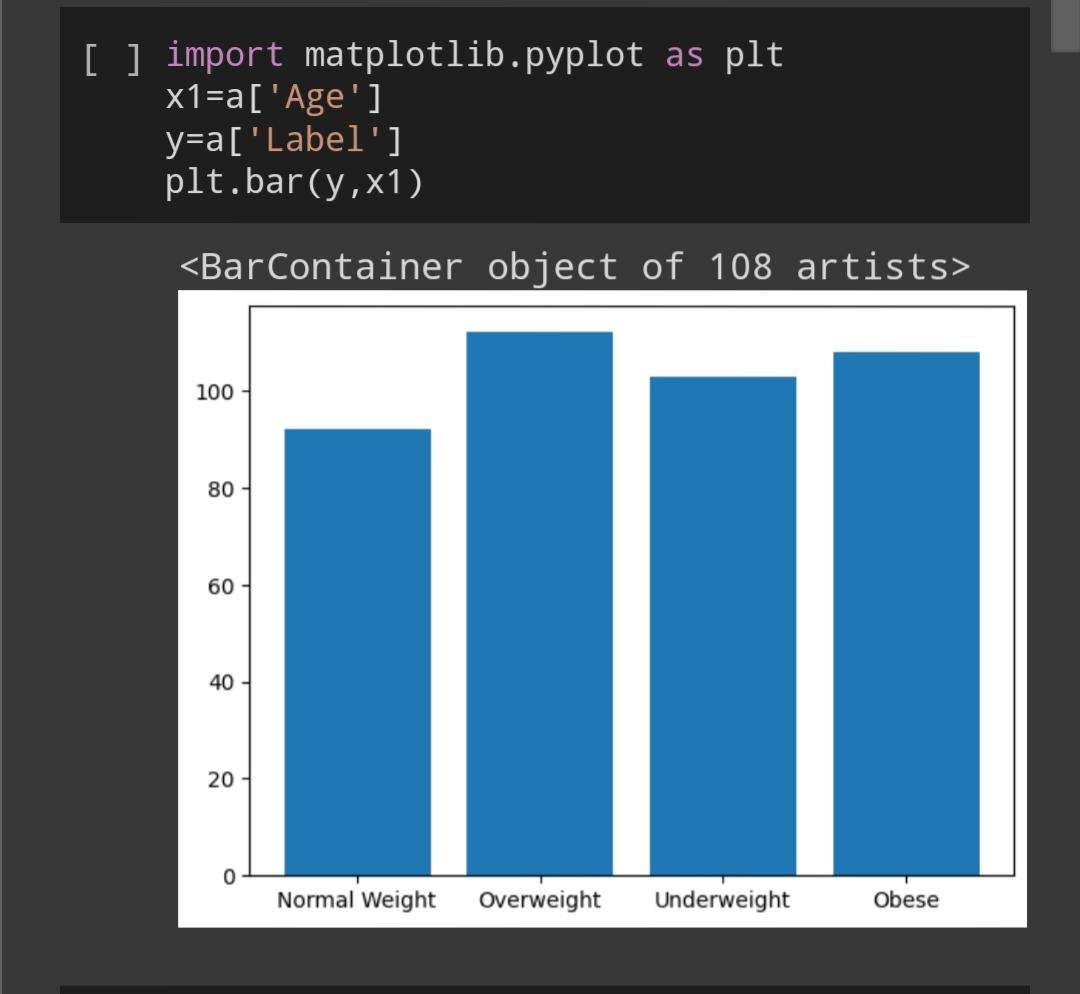 [ ] import matplotlib.pyplot as plt
x1=a['Age']
y=a['Label']
plt.bar(y,x1)
<BarContainer object of 108 artists>
100
80
60
40
20
0
Normal Weight Overweight Underweight Obese